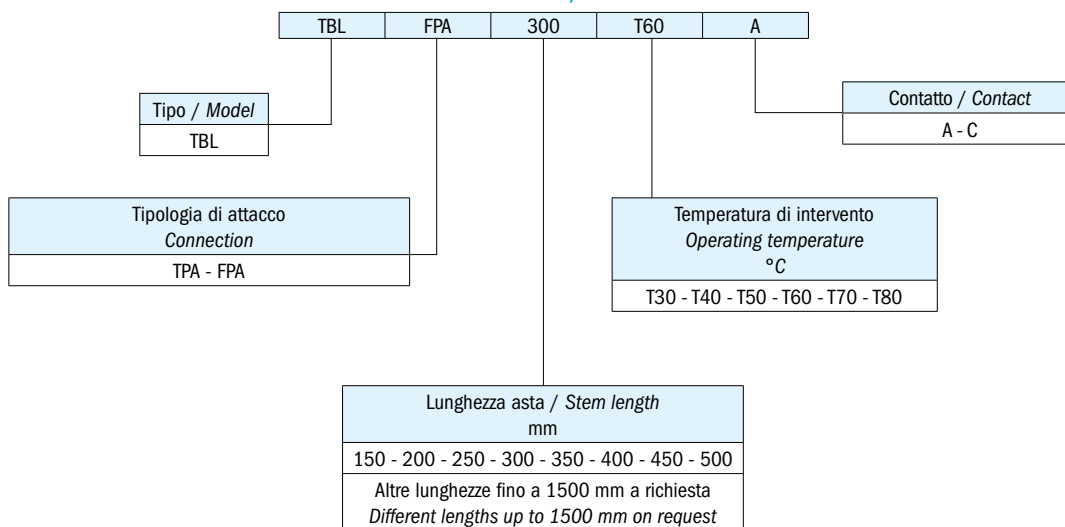 TBL FPA 300 T60 A
Tipo / Model
TBL
Contatto / Contact
A - C
Tipologia di attacco
Connection
TPA - FPA
Temperatura di intervento
Operating temperature
°C
T30 - T40 - T50 - T60 - T70 - T80
Lunghezza asta / Stem length
mm
150 - 200 - 250 - 300 - 350 - 400 - 450 - 500
Altre lunghezze fino a 1500 mm a richiesta
Different lengths up to 1500 mm on request